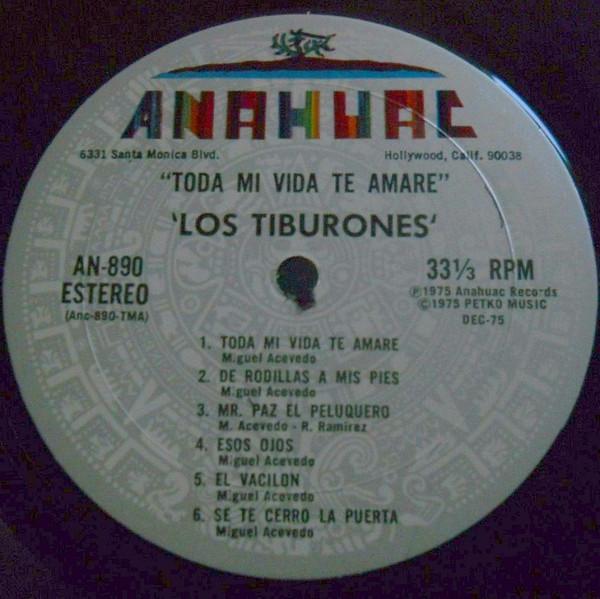 ANAHUAC
6331 Santa Monica Blvd. Hollywood, Calif. 90038
"TODA MI VIDA TE AMARE"
'LOS TIBURONES'
AN-890 33⅓ RPM
ESTEREO ℗1975 Anahuac Records
(Anc-890-TMA) ©1975 PETKO MUSIC
DEC-75
1. TODA MI VIDA TE AMARE
Miguel Acevedo
2. DE RODILLAS A MIS PIES
Miguel Acevedo
3. MR. PAZ EL PELUQUERO
M. Acevedo - R. Ramirez
4. ESOS OJOS
Miguel Acevedo
5. EL VACILON
Miguel Acevedo
6. SE TE CERRO LA PUERTA
Miguel Acevedo